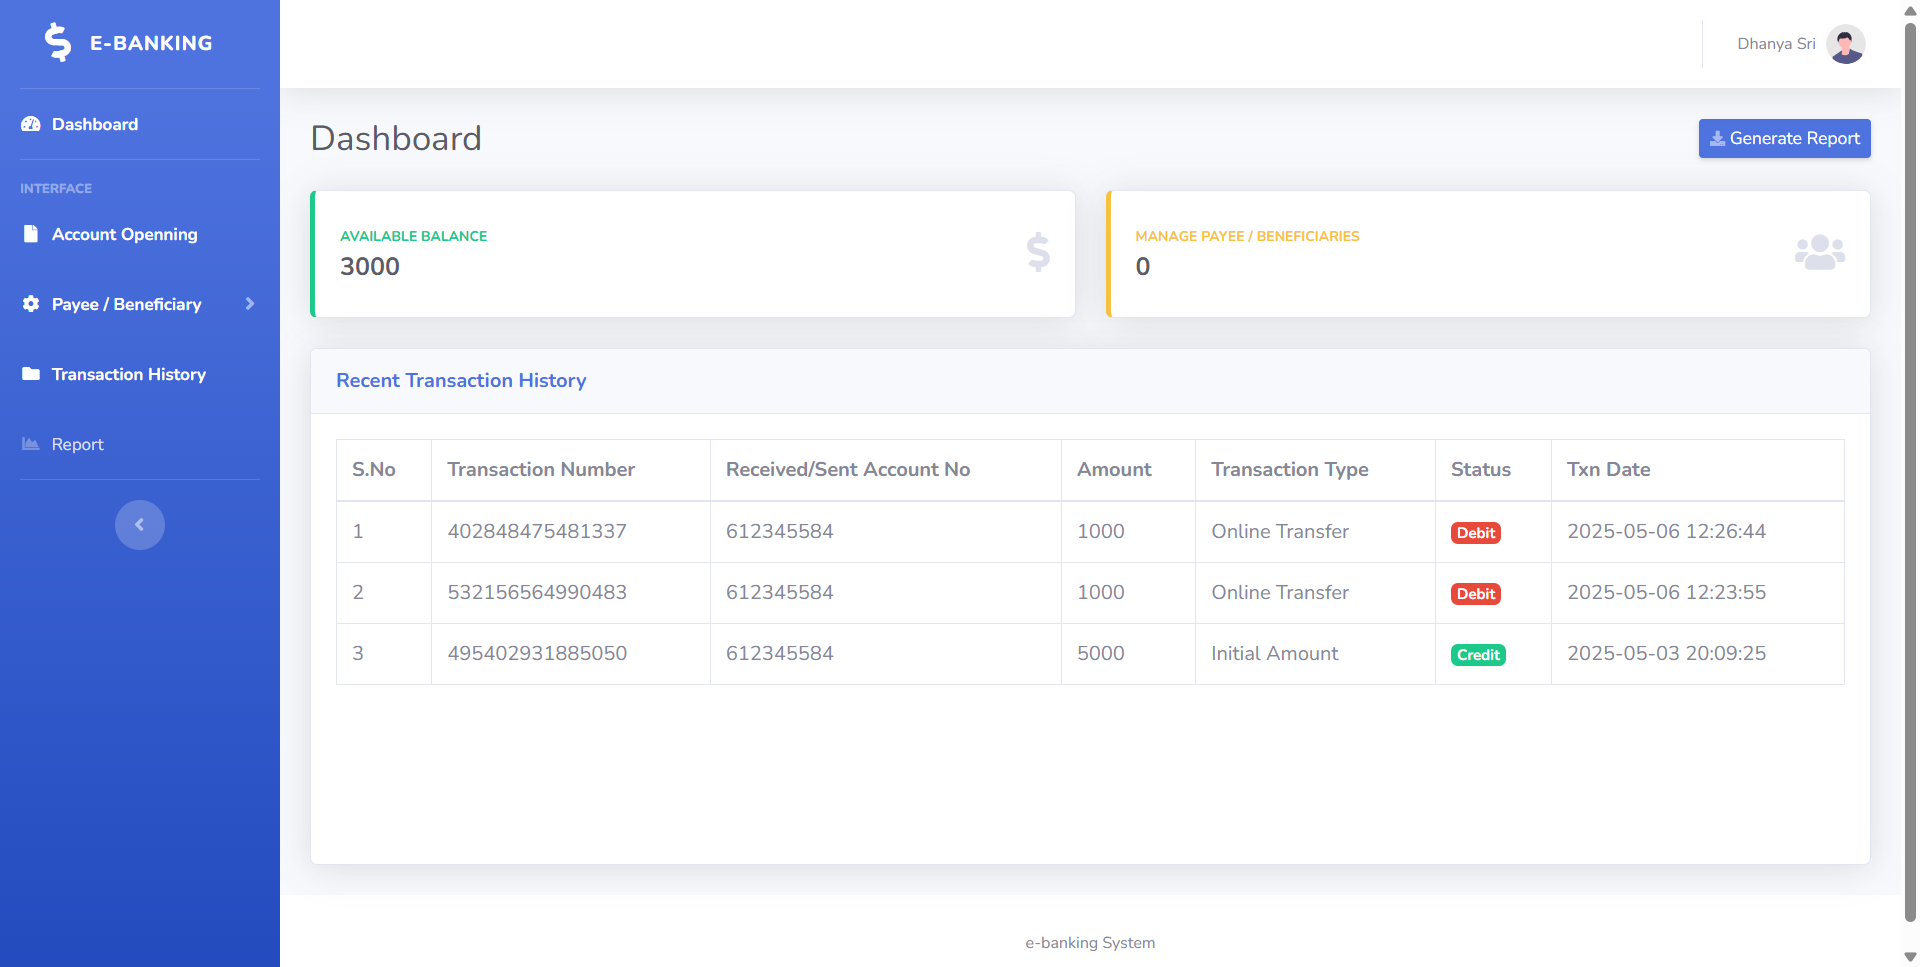 E-BANKING
Dhanya Sri
Dashboard
INTERFACE
Account Openning
Payee / Beneficiary
Transaction History
Report
Dashboard
Generate Report
AVAILABLE BALANCE
3000
MANAGE PAYEE / BENEFICIARIES
0
Recent Transaction History
S.No Transaction Number Received/Sent Account No Amount Transaction Type Status Txn Date
1 402848475481337 612345584 1000 Online Transfer Debit 2025-05-06 12:26:44
2 532156564990483 612345584 1000 Online Transfer Debit 2025-05-06 12:23:55
3 495402931885050 612345584 5000 Initial Amount Credit 2025-05-03 20:09:25
e-banking System